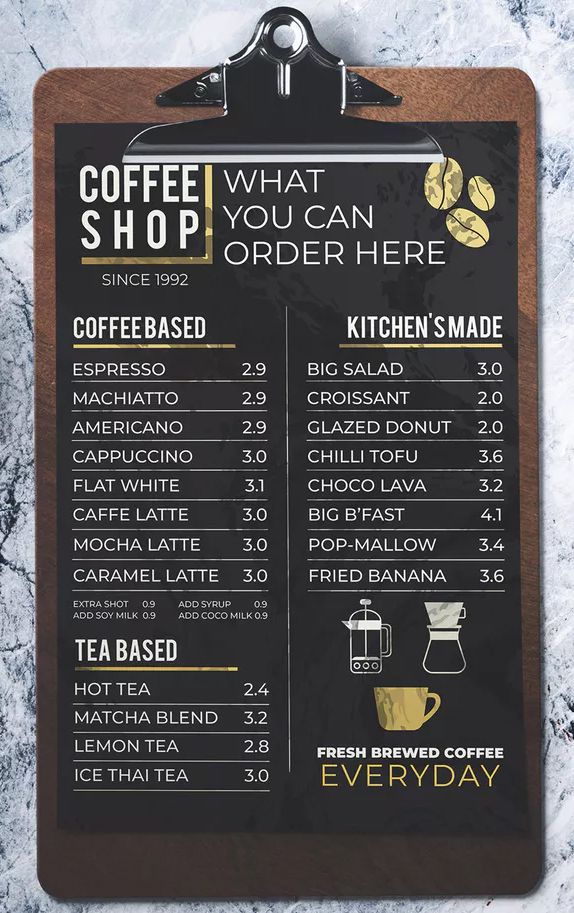 COFFEE
SHOP
SINCE 1992
WHAT
YOU CAN
ORDER HERE
COFFEE BASED
ESPRESSO 2.9
MACHIATTO 2.9
AMERICANO 2.9
CAPPUCCINO 3.0
FLAT WHITE 3.1
CAFFE LATTE 3.0
MOCHA LATTE 3.0
CARAMEL LATTE 3.0
EXTRA SHOT 0.9 ADD SYRUP 0.9
ADD SOY MILK 0.9 ADD COCO MILK 0.9
TEA BASED
HOT TEA 2.4
MATCHA BLEND 3.2
LEMON TEA 2.8
ICE THAI TEA 3.0
KITCHEN'S MADE
BIG SALAD 3.0
CROISSANT 2.0
GLAZED DONUT 2.0
CHILLI TOFU 3.6
CHOCO LAVA 3.2
BIG B'FAST 4.1
POP-MALLOW 3.4
FRIED BANANA 3.6
FRESH BREWED COFFEE
EVERYDAY